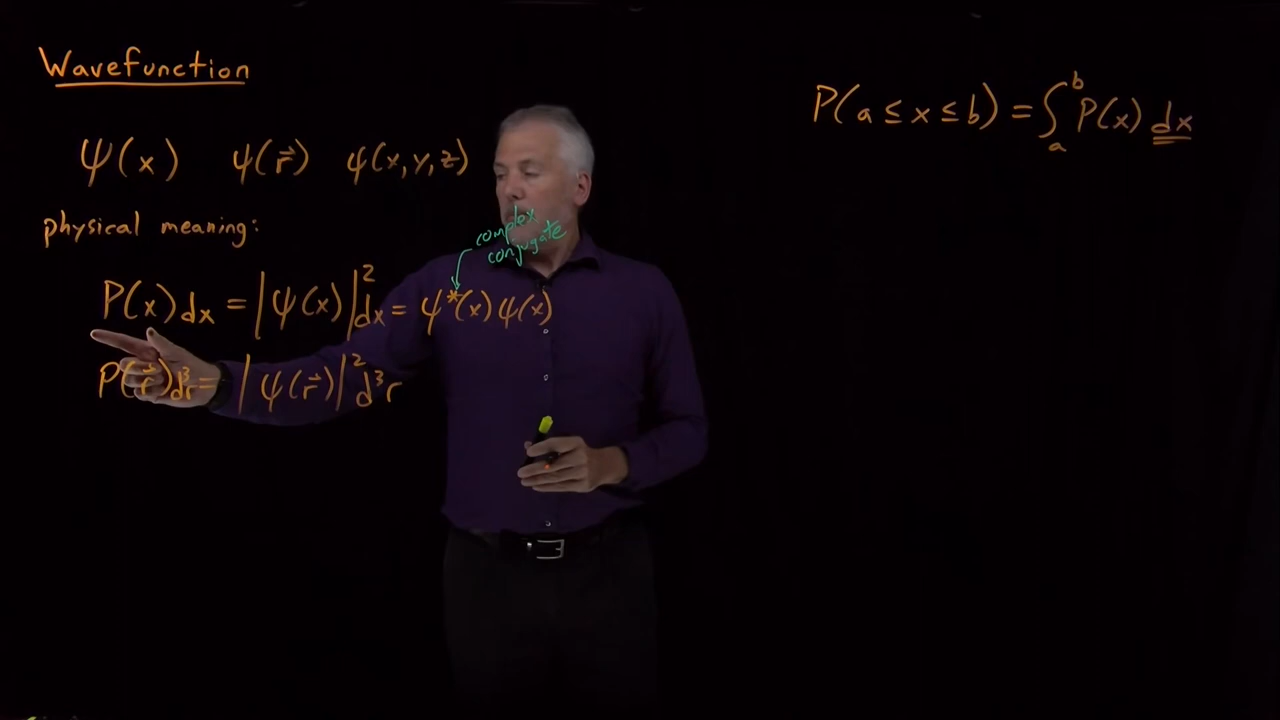 Wavefunction
ψ(x) ψ(r⃗) ψ(x,y,z)
physical meaning:
complex
conjugate
P(x)dx = |ψ(x)|²dx = ψ*(x)ψ(x)
P(r⃗)d³r = |ψ(r⃗)|²d³r
P(a≤x≤b) = ∫ₐᵇ P(x) dx